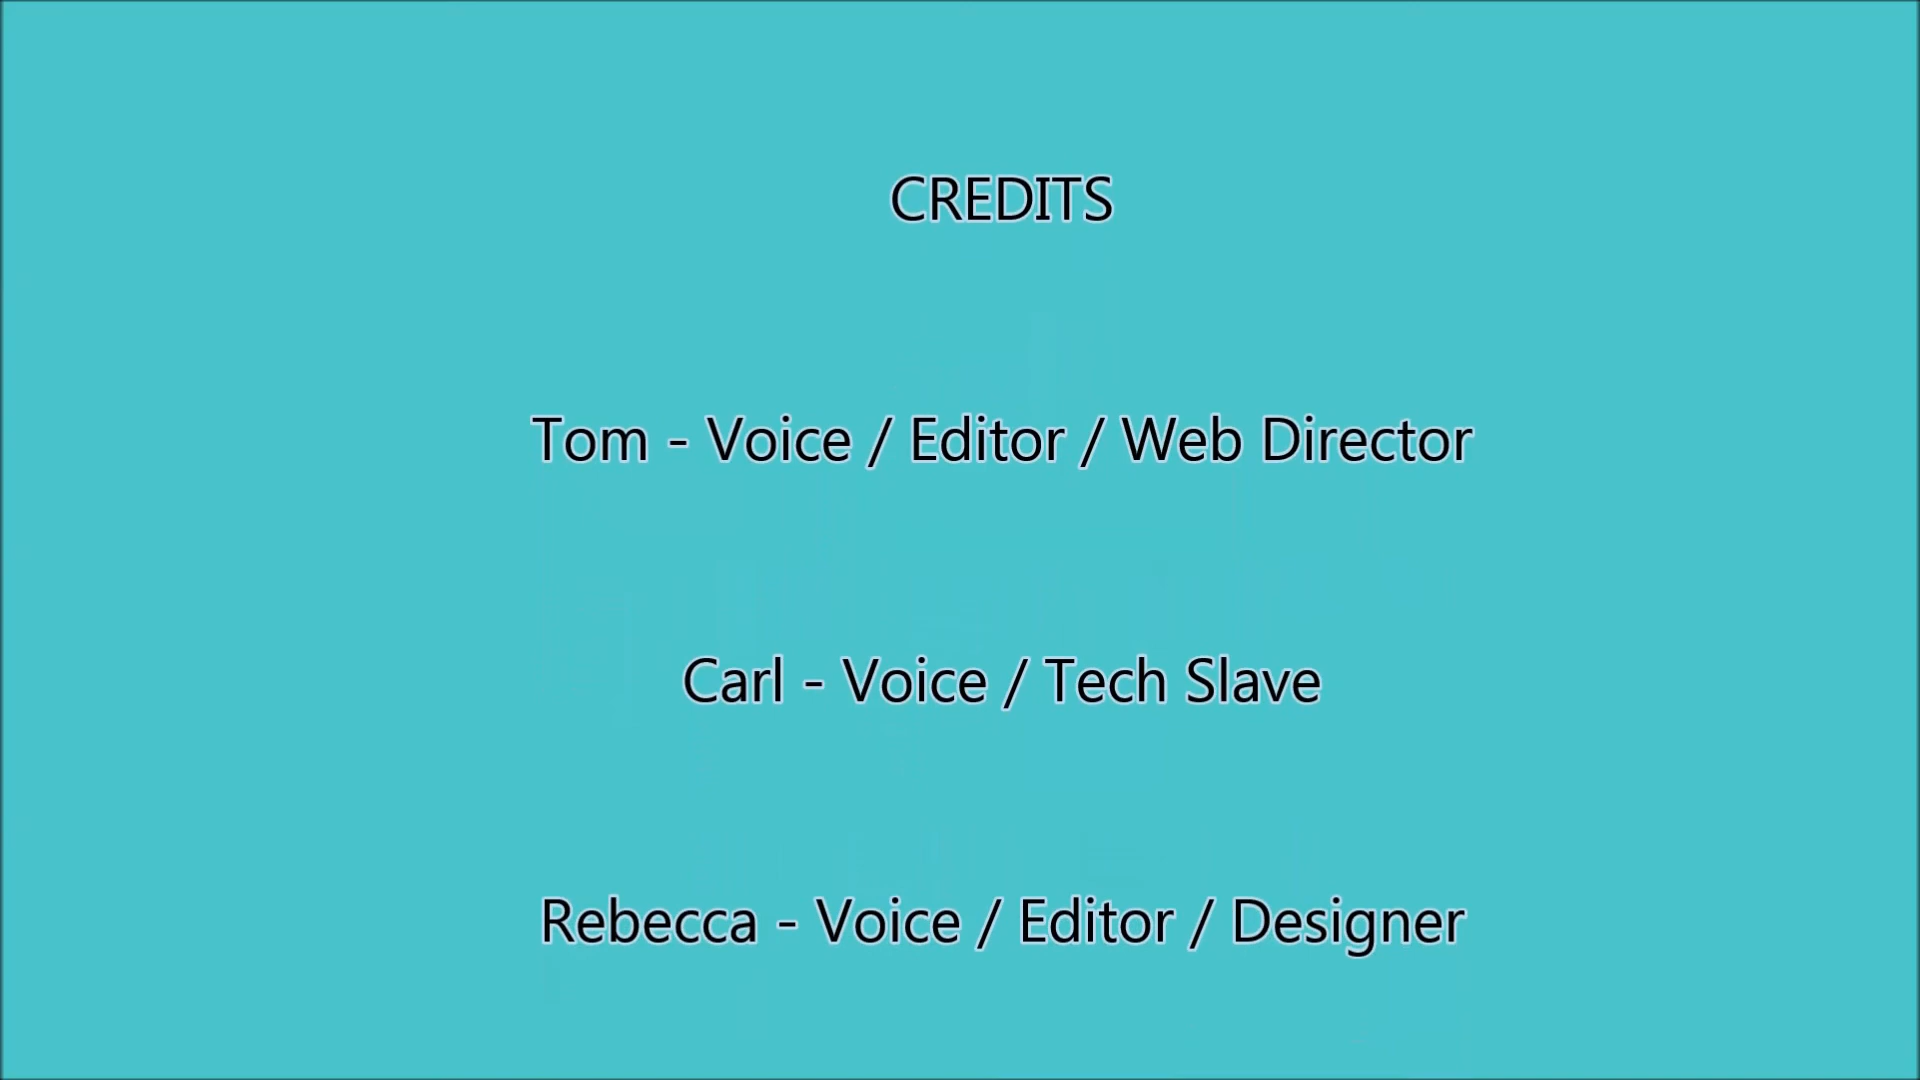 CREDITS
Tom - Voice / Editor / Web Director
Carl - Voice / Tech Slave
Rebecca - Voice / Editor / Designer